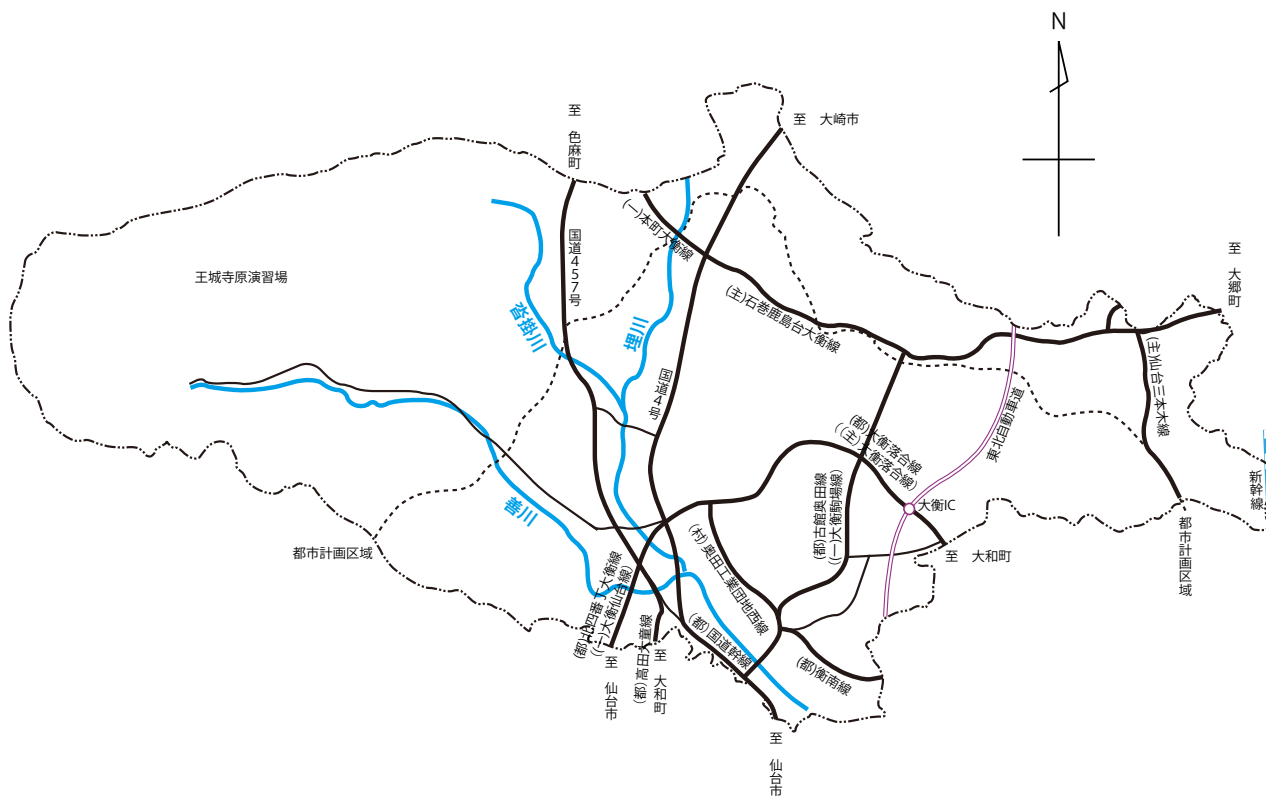 N
至　大崎市
至　色麻町
(一)本町大衡線
国道457号
至　大郷町
王城寺原演習場
沓掛川
埋川
(主)石巻鹿島台大衡線
(主)仙台三本木線
国道4号
東北自動車道
(都)大衡落合線
((主)大衡落合線)
新幹線
善川
大衡IC
(都)古館奥田線
((一)大衡駒場線)
都市計画区域
至　大和町
都市計画区域
(村)奥田工業団地西線
(都)北四番丁大衡線
((一)大衡仙台線)
(都)高田大童線
(都)国道幹線
(都)衡南線
至　仙台市
至　大和町
至　仙台市